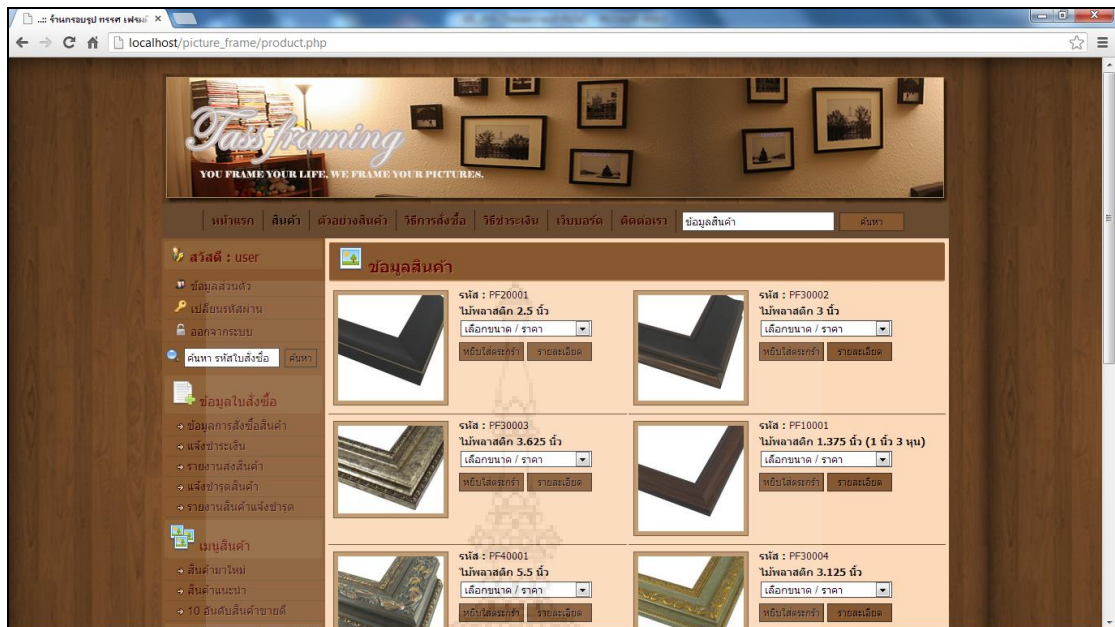 ..:: ร้านกรอบรูป ทรรศ เฟรมมิ่
localhost/picture_frame/product.php
Tass framing
YOU FRAME YOUR LIFE, WE FRAME YOUR PICTURES.
หน้าแรก สินค้า ตัวอย่างสินค้า วิธีการสั่งซื้อ วิธีชำระเงิน เว็บบอร์ด ติดต่อเรา ข้อมูลสินค้า ค้นหา
สวัสดี : user
ข้อมูลส่วนตัว
เปลี่ยนรหัสผ่าน
ออกจากระบบ
ค้นหา รหัสใบสั่งซื้อ ค้นหา
ข้อมูลใบสั่งซื้อ
ข้อมูลการสั่งซื้อสินค้า
แจ้งชำระเงิน
รายงานส่งสินค้า
แจ้งชำรุดสินค้า
รายงานสินค้าแจ้งชำรุด
เมนูสินค้า
สินค้ามาใหม่
สินค้าแนะนำ
10 อันดับสินค้าขายดี
ข้อมูลสินค้า
รหัส : PF20001
ไม้พลาสติก 2.5 นิ้ว
เลือกขนาด / ราคา
หยิบใส่ตระกร้า รายละเอียด
รหัส : PF30002
ไม้พลาสติก 3 นิ้ว
เลือกขนาด / ราคา
หยิบใส่ตระกร้า รายละเอียด
รหัส : PF30003
ไม้พลาสติก 3.625 นิ้ว
เลือกขนาด / ราคา
หยิบใส่ตระกร้า รายละเอียด
รหัส : PF10001
ไม้พลาสติก 1.375 นิ้ว (1 นิ้ว 3 หุน)
เลือกขนาด / ราคา
หยิบใส่ตระกร้า รายละเอียด
รหัส : PF40001
ไม้พลาสติก 5.5 นิ้ว
เลือกขนาด / ราคา
หยิบใส่ตระกร้า รายละเอียด
รหัส : PF30004
ไม้พลาสติก 3.125 นิ้ว
เลือกขนาด / ราคา
หยิบใส่ตระกร้า รายละเอียด